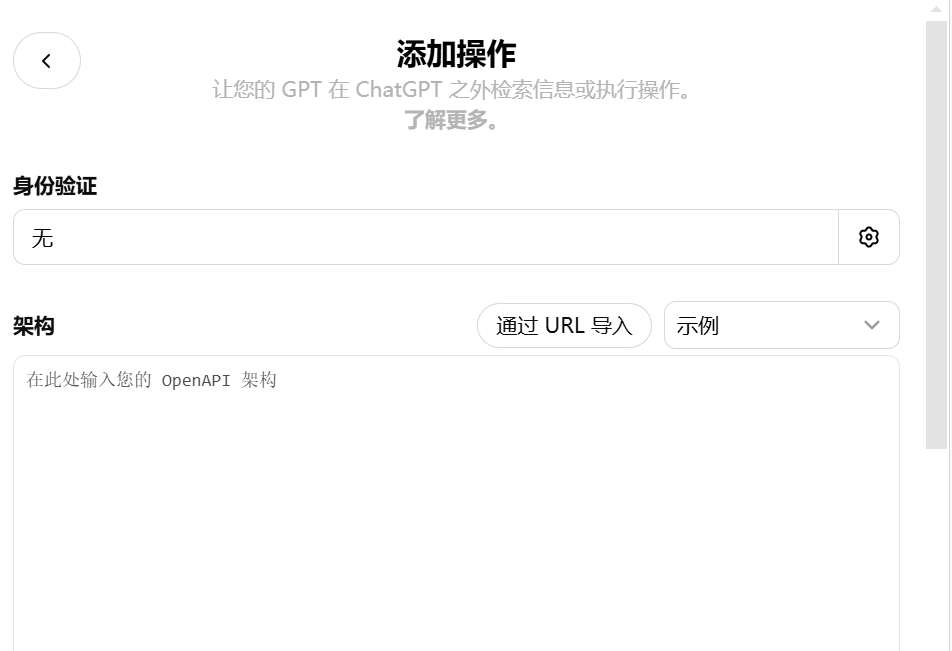 添加操作
让您的 GPT 在 ChatGPT 之外检索信息或执行操作。
了解更多。
身份验证
无
架构
通过 URL 导入
示例
在此处输入您的 OpenAPI 架构